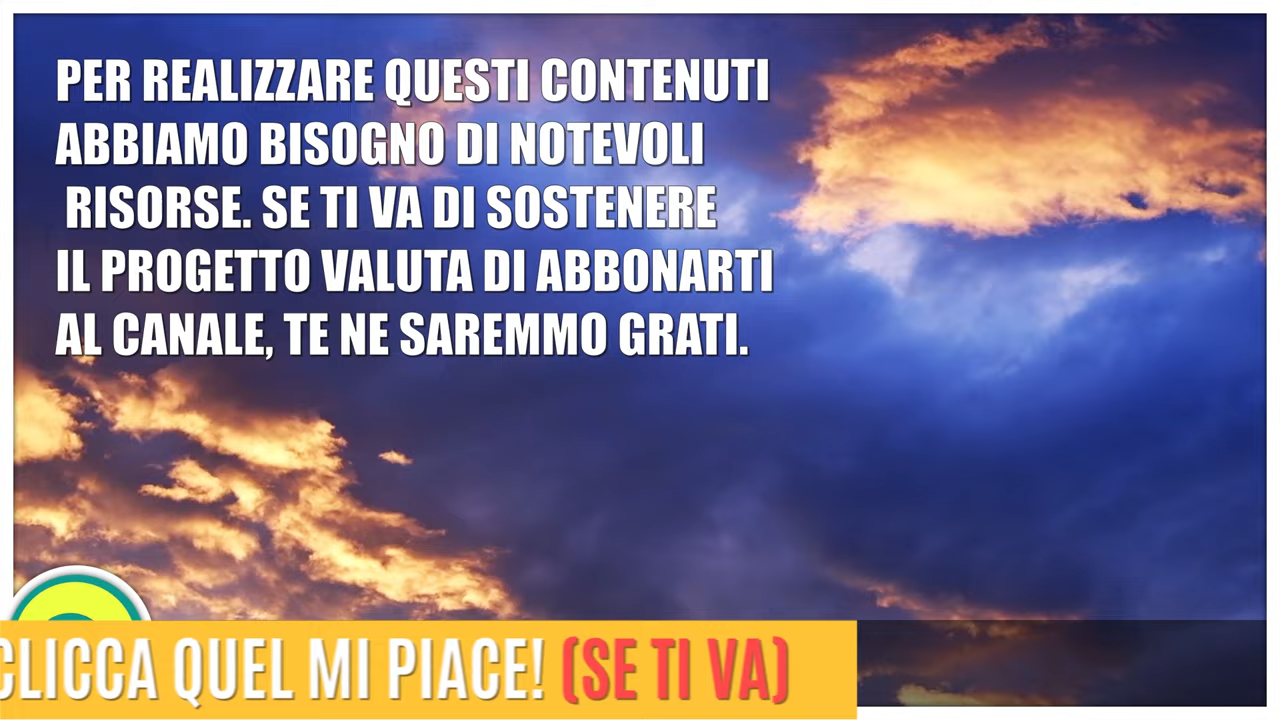 PER REALIZZARE QUESTI CONTENUTI
ABBIAMO BISOGNO DI NOTEVOLI
RISORSE. SE TI VA DI SOSTENERE
IL PROGETTO VALUTA DI ABBONARTI
AL CANALE, TE NE SAREMMO GRATI.
CLICCA QUEL MI PIACE! (SE TI VA)